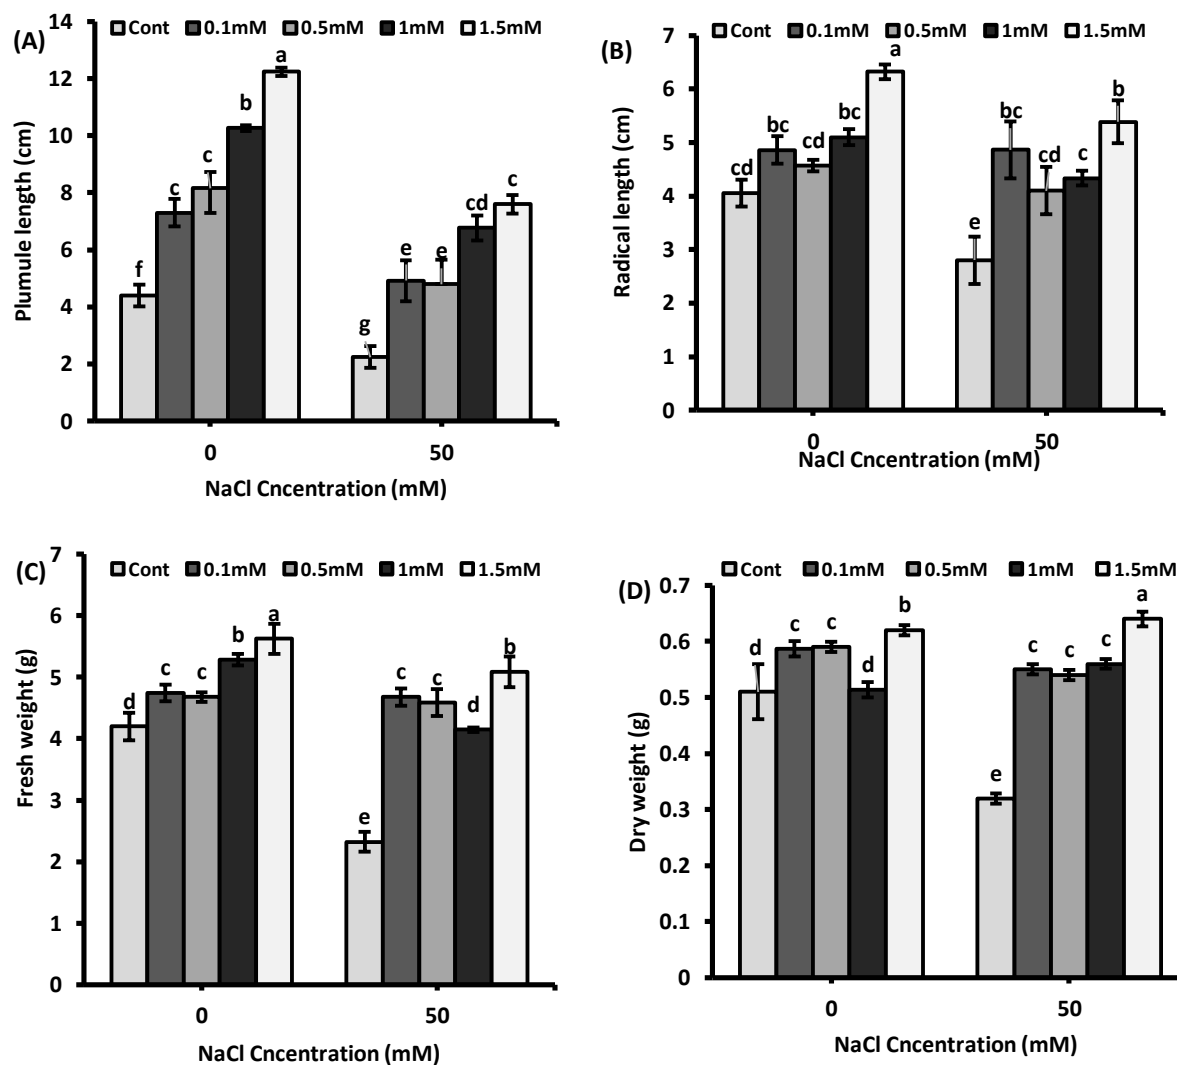 (A)
14
Cont 0.1mM 0.5mM 1mM 1.5mM
12
10
8
6
4
2
0
Plumule length (cm)
f
c
c
b
a
g
e
e
cd
c
0 50
NaCl Cncentration (mM)
(B)
7
Cont 0.1mM 0.5mM 1mM 1.5mM
6
5
4
3
2
1
0
Radical length (cm)
cd
bc
cd
bc
a
e
bc
cd
c
b
0 50
NaCl Cncentration (mM)
(C)
7
Cont 0.1mM 0.5mM 1mM 1.5mM
6
5
4
3
2
1
0
Fresh weight (g)
d
c
c
b
a
e
c
c
d
b
0 50
NaCl Cncentration (mM)
(D)
0.7
Cont 0.1mM 0.5mM 1mM 1.5mM
0.6
0.5
0.4
0.3
0.2
0.1
0
Dry weight (g)
d
c
c
d
b
e
c
c
c
a
0 50
NaCl Cncentration (mM)